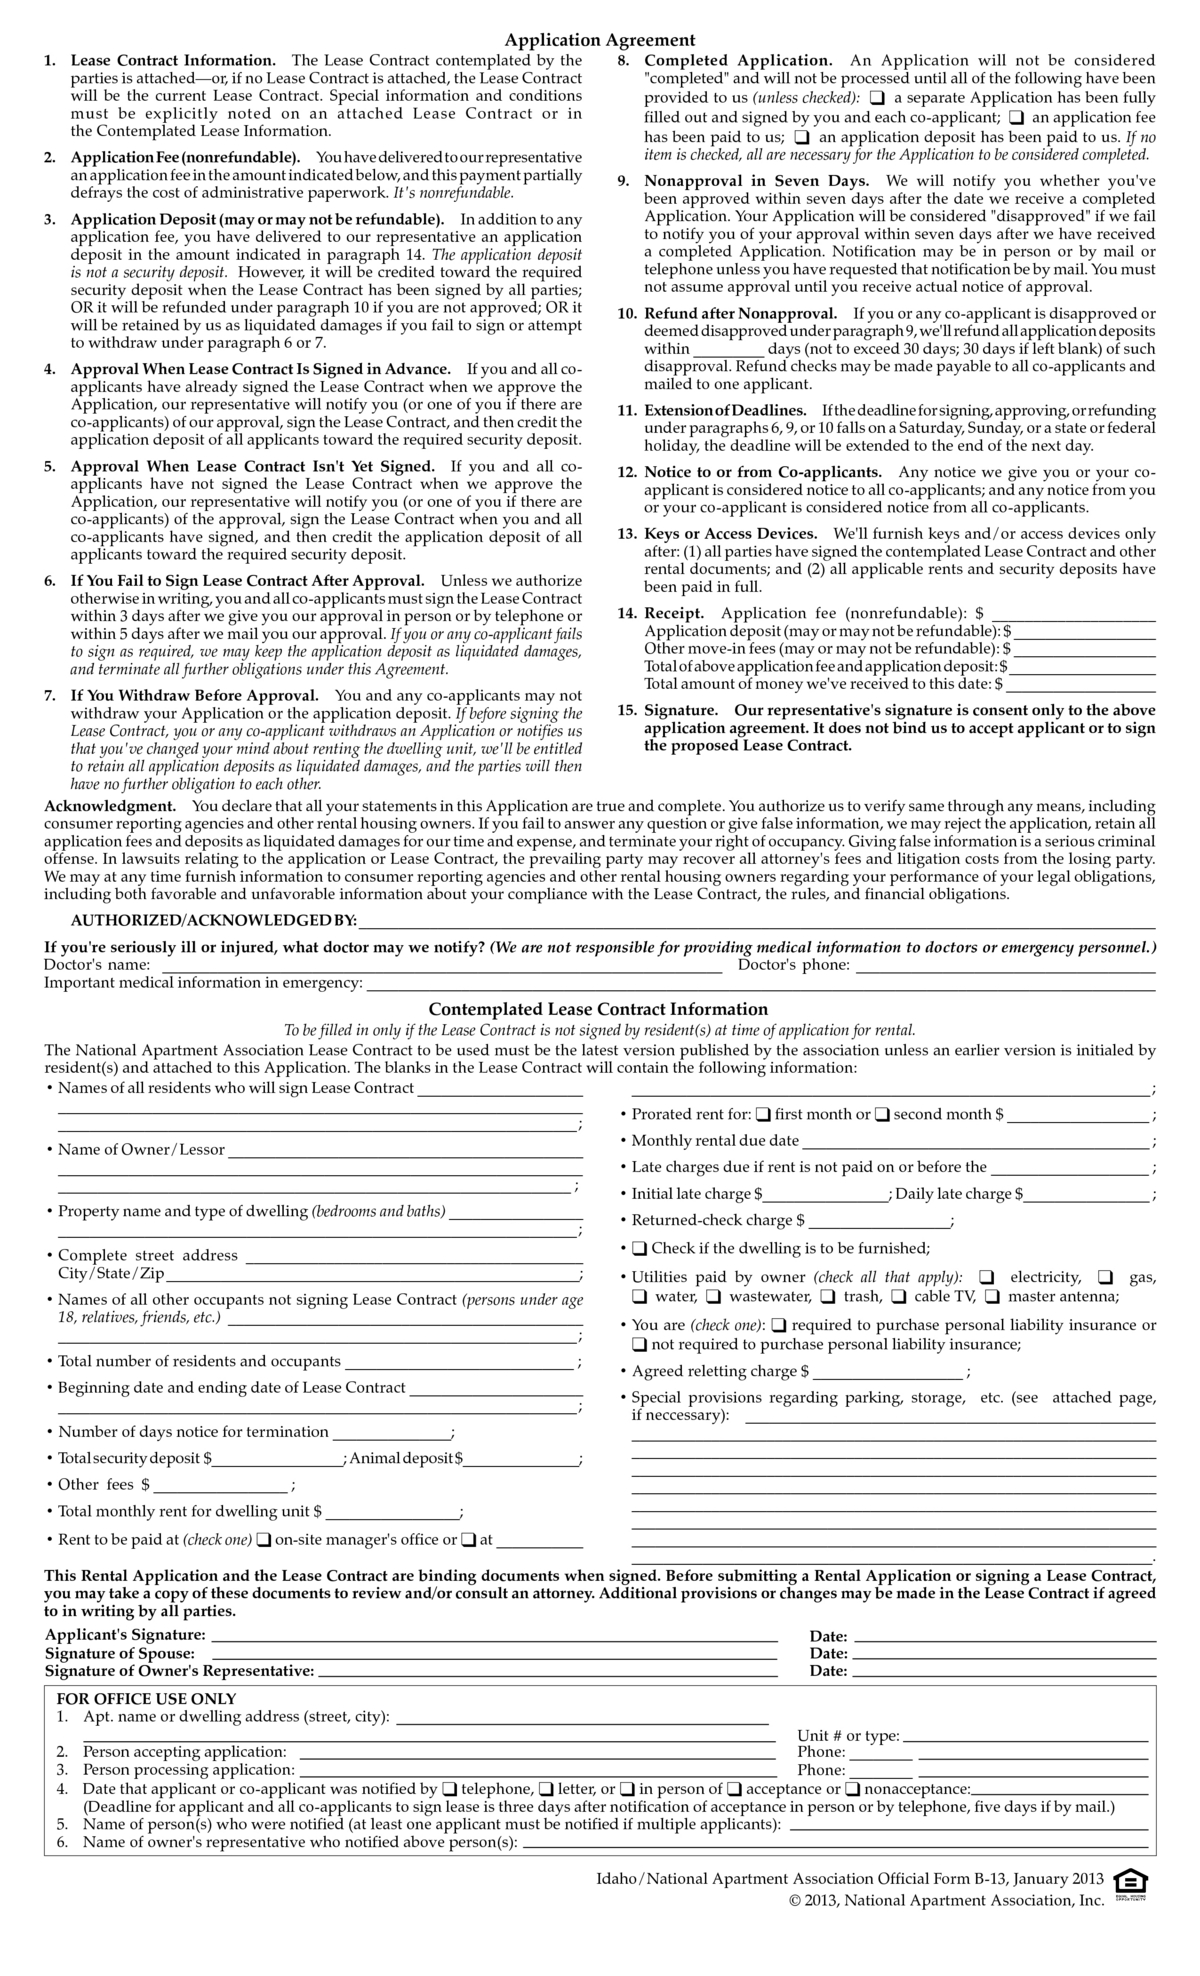 Application Agreement
1. Lease Contract Information. The Lease Contract contemplated by the
parties is attached—or, if no Lease Contract is attached, the Lease Contract
will be the current Lease Contract. Special information and conditions
must be explicitly noted on an attached Lease Contract or in
the Contemplated Lease Information.
2. Application Fee (nonrefundable). You have delivered to our representative
an application fee in the amount indicated below, and this payment partially
defrays the cost of administrative paperwork. It's nonrefundable.
3. Application Deposit (may or may not be refundable). In addition to any
application fee, you have delivered to our representative an application
deposit in the amount indicated in paragraph 14. The application deposit
is not a security deposit. However, it will be credited toward the required
security deposit when the Lease Contract has been signed by all parties;
OR it will be refunded under paragraph 10 if you are not approved; OR it
will be retained by us as liquidated damages if you fail to sign or attempt
to withdraw under paragraph 6 or 7.
4. Approval When Lease Contract Is Signed in Advance. If you and all co-
applicants have already signed the Lease Contract when we approve the
Application, our representative will notify you (or one of you if there are
co-applicants) of our approval, sign the Lease Contract, and then credit the
application deposit of all applicants toward the required security deposit.
5. Approval When Lease Contract Isn't Yet Signed. If you and all co-
applicants have not signed the Lease Contract when we approve the
Application, our representative will notify you (or one of you if there are
co-applicants) of the approval, sign the Lease Contract when you and all
co-applicants have signed, and then credit the application deposit of all
applicants toward the required security deposit.
6. If You Fail to Sign Lease Contract After Approval. Unless we authorize
otherwise in writing, you and all co-applicants must sign the Lease Contract
within 3 days after we give you our approval in person or by telephone or
within 5 days after we mail you our approval. If you or any co-applicant fails
to sign as required, we may keep the application deposit as liquidated damages,
and terminate all further obligations under this Agreement.
7. If You Withdraw Before Approval. You and any co-applicants may not
withdraw your Application or the application deposit. If before signing the
Lease Contract, you or any co-applicant withdraws an Application or notifies us
that you've changed your mind about renting the dwelling unit, we'll be entitled
to retain all application deposits as liquidated damages, and the parties will then
have no further obligation to each other.
8. Completed Application. An Application will not be considered
"completed" and will not be processed until all of the following have been
provided to us (unless checked): ❏ a separate Application has been fully
filled out and signed by you and each co-applicant; ❏ an application fee
has been paid to us; ❏ an application deposit has been paid to us. If no
item is checked, all are necessary for the Application to be considered completed.
9. Nonapproval in Seven Days. We will notify you whether you've
been approved within seven days after the date we receive a completed
Application. Your Application will be considered "disapproved" if we fail
to notify you of your approval within seven days after we have received
a completed Application. Notification may be in person or by mail or
telephone unless you have requested that notification be by mail. You must
not assume approval until you receive actual notice of approval.
10. Refund after Nonapproval. If you or any co-applicant is disapproved or
deemed disapproved under paragraph 9, we'll refund all application deposits
within ________ days (not to exceed 30 days; 30 days if left blank) of such
disapproval. Refund checks may be made payable to all co-applicants and
mailed to one applicant.
11. Extension of Deadlines. If the deadline for signing, approving, or refunding
under paragraphs 6, 9, or 10 falls on a Saturday, Sunday, or a state or federal
holiday, the deadline will be extended to the end of the next day.
12. Notice to or from Co-applicants. Any notice we give you or your co-
applicant is considered notice to all co-applicants; and any notice from you
or your co-applicant is considered notice from all co-applicants.
13. Keys or Access Devices. We'll furnish keys and/or access devices only
after: (1) all parties have signed the contemplated Lease Contract and other
rental documents; and (2) all applicable rents and security deposits have
been paid in full.
14. Receipt. Application fee (nonrefundable): $ ________
Application deposit (may or may not be refundable): $ ________
Other move-in fees (may or may not be refundable): $ ________
Total of above application fee and application deposit: $ ________
Total amount of money we've received to this date: $ ________
15. Signature. Our representative's signature is consent only to the above
application agreement. It does not bind us to accept applicant or to sign
the proposed Lease Contract.
Acknowledgment. You declare that all your statements in this Application are true and complete. You authorize us to verify same through any means, including
consumer reporting agencies and other rental housing owners. If you fail to answer any question or give false information, we may reject the application, retain all
application fees and deposits as liquidated damages for our time and expense, and terminate your right of occupancy. Giving false information is a serious criminal
offense. In lawsuits relating to the application or Lease Contract, the prevailing party may recover all attorney's fees and litigation costs from the losing party.
We may at any time furnish information to consumer reporting agencies and other rental housing owners regarding your performance of your legal obligations,
including both favorable and unfavorable information about your compliance with the Lease Contract, the rules, and financial obligations.
AUTHORIZED/ACKNOWLEDGED BY: ________
If you're seriously ill or injured, what doctor may we notify? (We are not responsible for providing medical information to doctors or emergency personnel.)
Doctor's name: ________ Doctor's phone: ________
Important medical information in emergency: ________
Contemplated Lease Contract Information
To be filled in only if the Lease Contract is not signed by resident(s) at time of application for rental.
The National Apartment Association Lease Contract to be used must be the latest version published by the association unless an earlier version is initialed by
resident(s) and attached to this Application. The blanks in the Lease Contract will contain the following information:
• Names of all residents who will sign Lease Contract ________
________;
• Name of Owner/Lessor ________
________;
• Property name and type of dwelling (bedrooms and baths) ________
________;
• Complete street address ________
City/State/Zip ________;
• Names of all other occupants not signing Lease Contract (persons under age
18, relatives, friends, etc.) ________
________;
• Total number of residents and occupants ________;
• Beginning date and ending date of Lease Contract ________
________;
• Number of days notice for termination ________;
• Total security deposit $________; Animal deposit $________;
• Other fees $ ________;
• Total monthly rent for dwelling unit $ ________;
• Rent to be paid at (check one) ❏ on-site manager's office or ❏ at ________
________;
• Prorated rent for: ❏ first month or ❏ second month $ ________;
• Monthly rental due date ________;
• Late charges due if rent is not paid on or before the ________;
• Initial late charge $________; Daily late charge $________;
• Returned-check charge $ ________;
• ❏ Check if the dwelling is to be furnished;
• Utilities paid by owner (check all that apply): ❏ electricity, ❏ gas,
❏ water, ❏ wastewater, ❏ trash, ❏ cable TV, ❏ master antenna;
• You are (check one): ❏ required to purchase personal liability insurance or
❏ not required to purchase personal liability insurance;
• Agreed reletting charge $ ________;
• Special provisions regarding parking, storage, etc. (see attached page,
if neccessary): ________
________.
This Rental Application and the Lease Contract are binding documents when signed. Before submitting a Rental Application or signing a Lease Contract,
you may take a copy of these documents to review and/or consult an attorney. Additional provisions or changes may be made in the Lease Contract if agreed
to in writing by all parties.
Applicant's Signature: ________ Date: ________
Signature of Spouse: ________ Date: ________
Signature of Owner's Representative: ________ Date: ________
FOR OFFICE USE ONLY
1. Apt. name or dwelling address (street, city): ________
________ Unit # or type: ________
2. Person accepting application: ________ Phone: ________
3. Person processing application: ________ Phone: ________
4. Date that applicant or co-applicant was notified by ❏ telephone, ❏ letter, or ❏ in person of ❏ acceptance or ❏ nonacceptance:________
(Deadline for applicant and all co-applicants to sign lease is three days after notification of acceptance in person or by telephone, five days if by mail.)
5. Name of person(s) who were notified (at least one applicant must be notified if multiple applicants): ________
6. Name of owner's representative who notified above person(s): ________
Idaho/National Apartment Association Official Form B-13, January 2013
© 2013, National Apartment Association, Inc.
EQUAL HOUSING
OPPORTUNITY